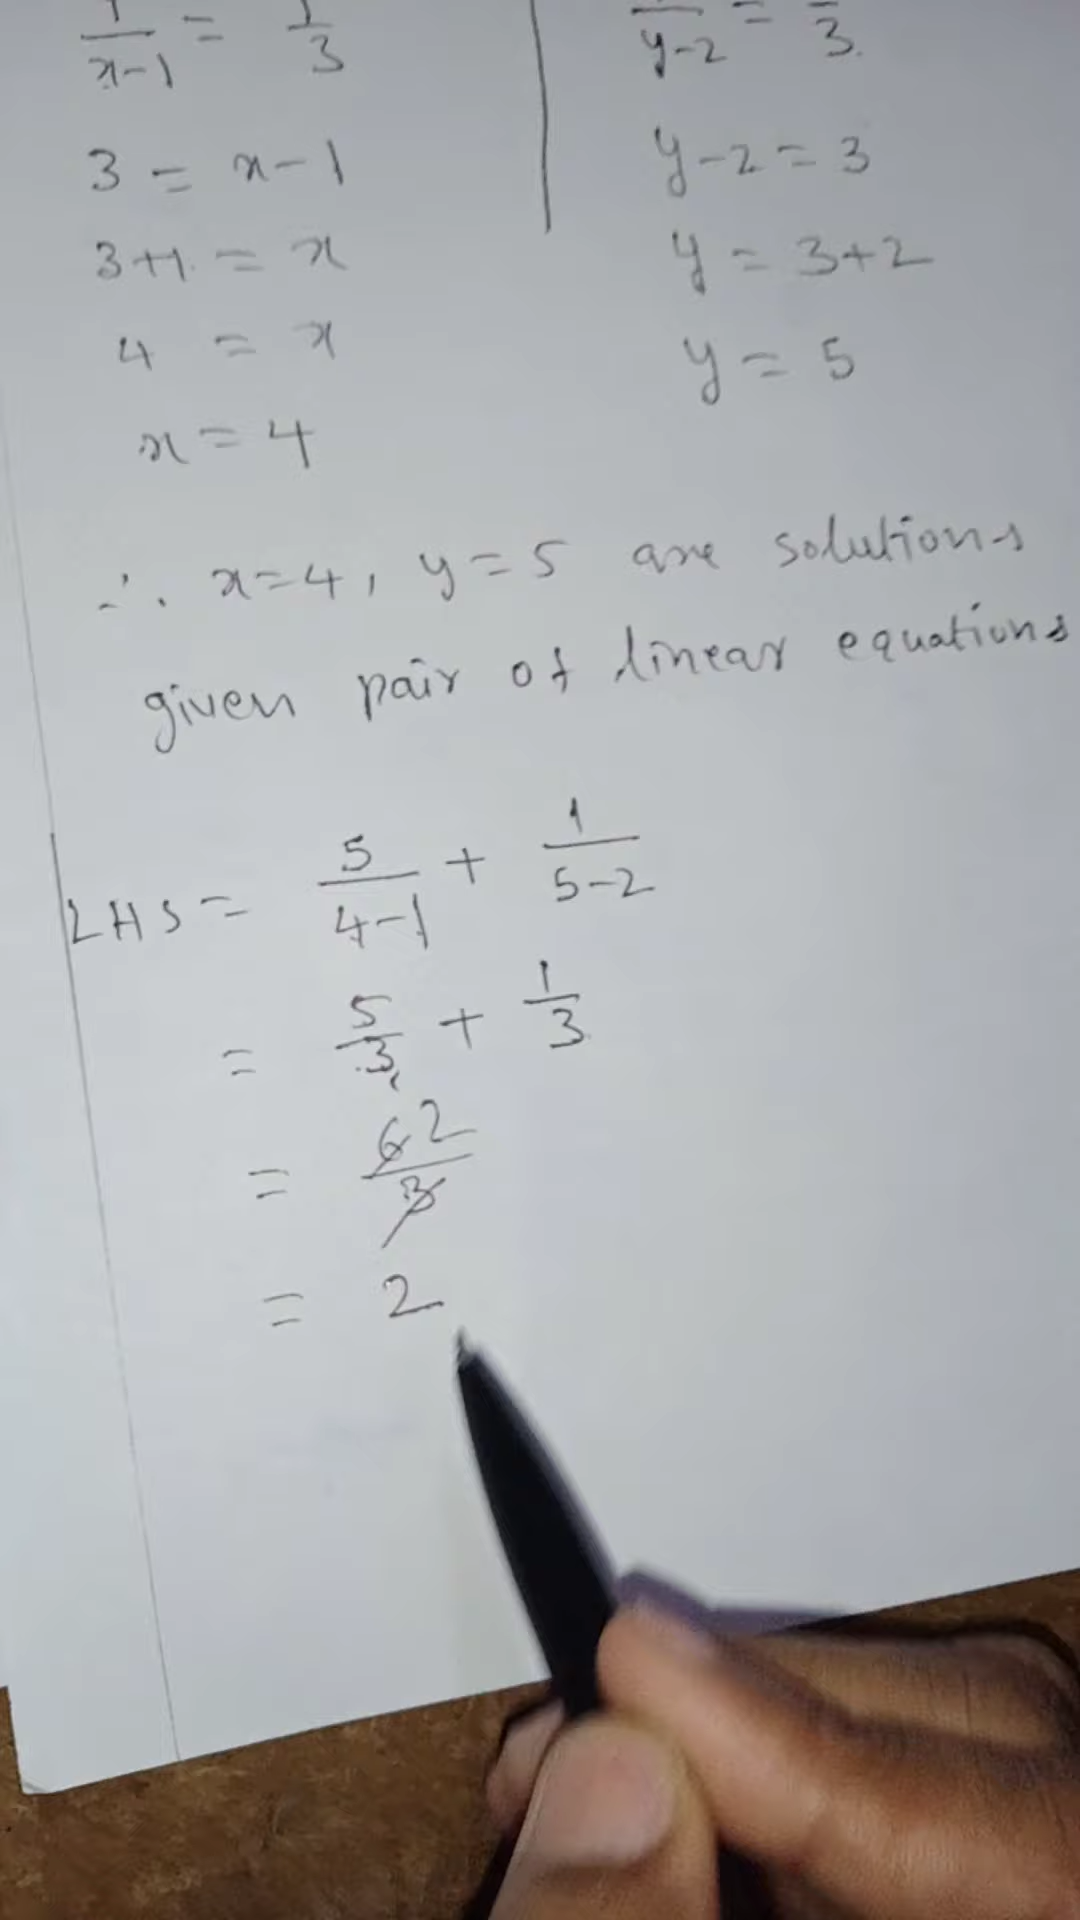 1/(x-1) = 1/3
3 = x-1
3+1 = x
4 = x
x = 4
1/(y-2) = 1/3
y-2 = 3
y = 3+2
y = 5
∴ x=4, y=5 are solutions
given pair of linear equations
LHS = 5/(4-1) + 1/(5-2)
= 5/3 + 1/3
= 6 2/3
= 2